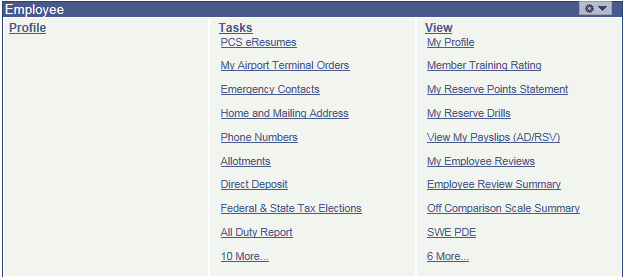 Employee
Profile
Tasks
PCS eResumes
My Airport Terminal Orders
Emergency Contacts
Home and Mailing Address
Phone Numbers
Allotments
Direct Deposit
Federal & State Tax Elections
All Duty Report
10 More...
View
My Profile
Member Training Rating
My Reserve Points Statement
My Reserve Drills
View My Payslips (AD/RSV)
My Employee Reviews
Employee Review Summary
Off Comparison Scale Summary
SWE PDE
6 More...